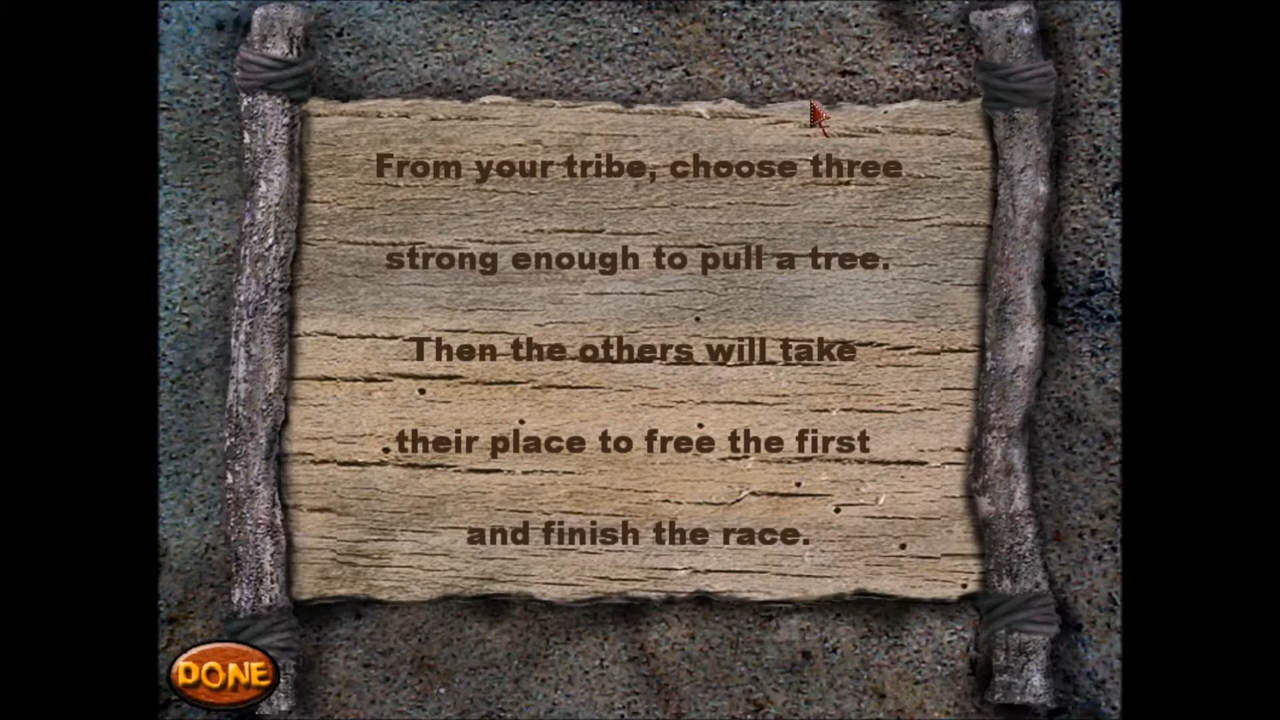 From your tribe, choose three
strong enough to pull a tree.
Then the others will take
their place to free the first
and finish the race.
DONE